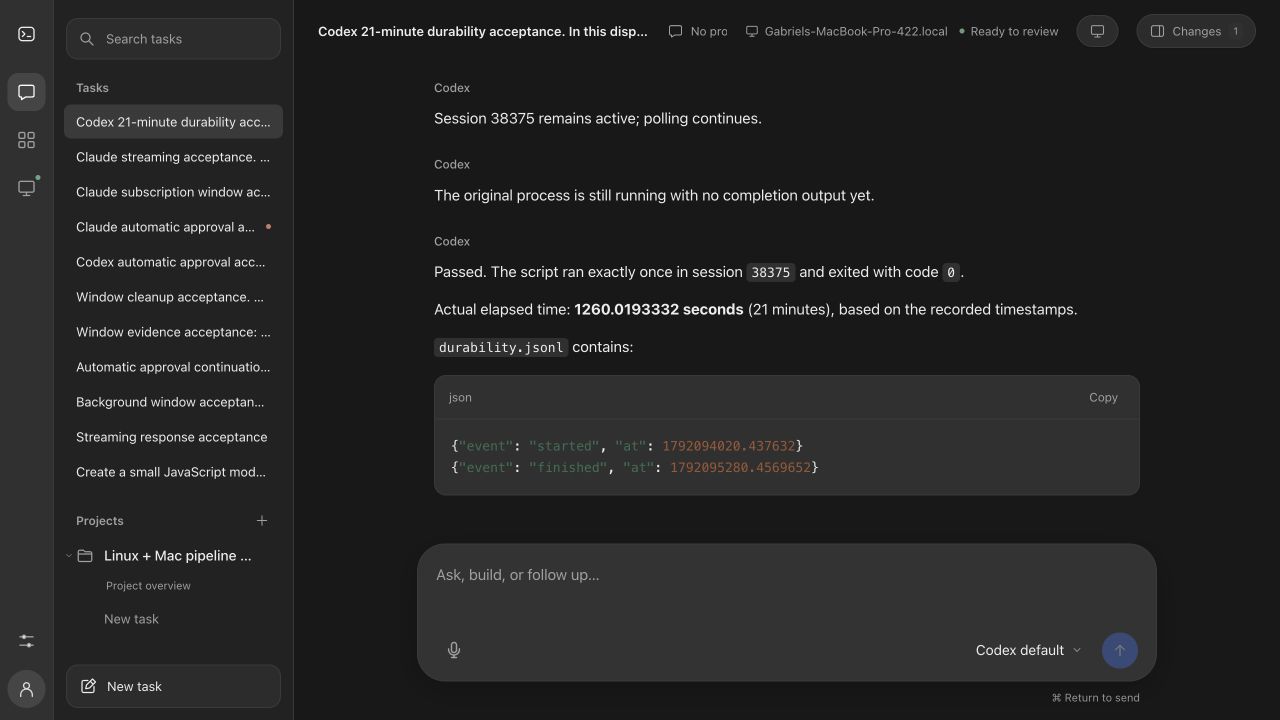 Search tasks
Tasks
Codex 21-minute durability acc...
Claude streaming acceptance. ...
Claude subscription window ac...
Claude automatic approval a...
Codex automatic approval acc...
Window cleanup acceptance. ...
Window evidence acceptance: ...
Automatic approval continuatio...
Background window acceptan...
Streaming response acceptance
Create a small JavaScript mod...
Projects
Linux + Mac pipeline ...
Project overview
New task
New task
Codex 21-minute durability acceptance. In this disp...
No pro
Gabriels-MacBook-Pro-422.local
Ready to review
Changes 1
Codex
Session 38375 remains active; polling continues.
Codex
The original process is still running with no completion output yet.
Codex
Passed. The script ran exactly once in session 38375 and exited with code 0.
Actual elapsed time: 1260.0193332 seconds (21 minutes), based on the recorded timestamps.
durability.jsonl contains:
json
Copy
{"event": "started", "at": 1792094020.437632}
{"event": "finished", "at": 1792095280.4569652}
Ask, build, or follow up...
Codex default
⌘ Return to send